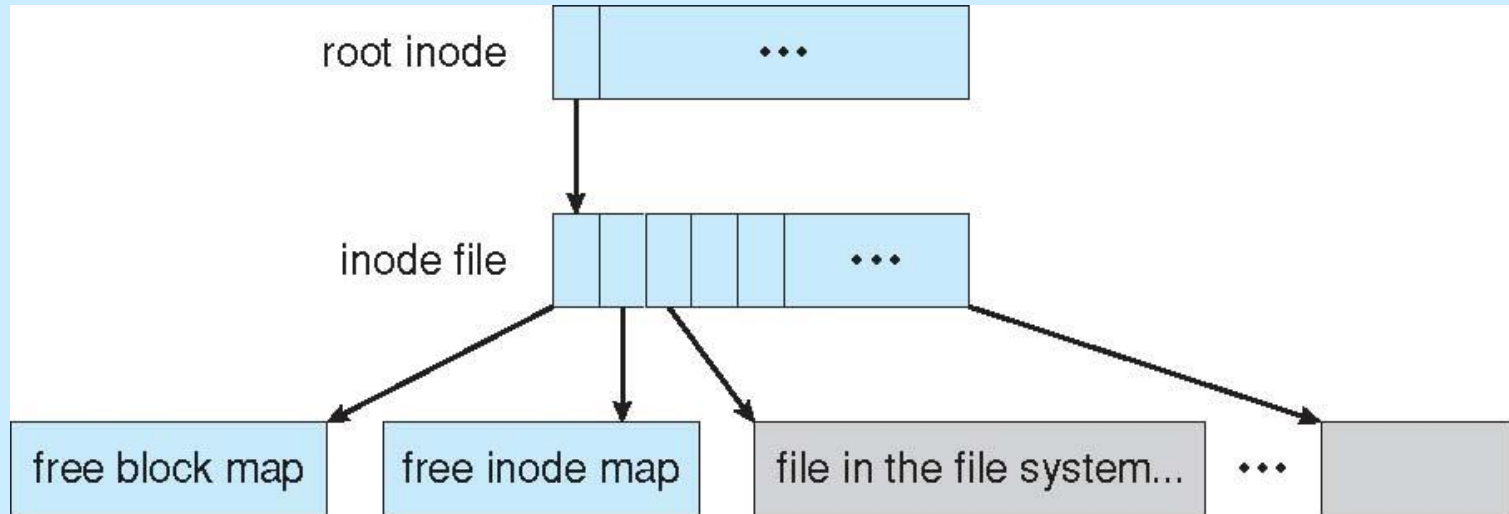 root inode
•••
inode file
•••
free block map
free inode map
file in the file system...
•••